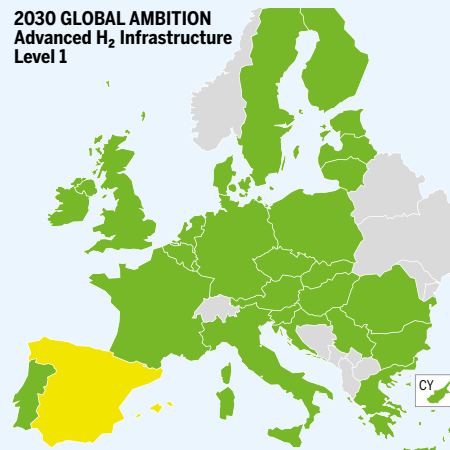 2030 GLOBAL AMBITION
Advanced H₂ Infrastructure
Level 1
CY